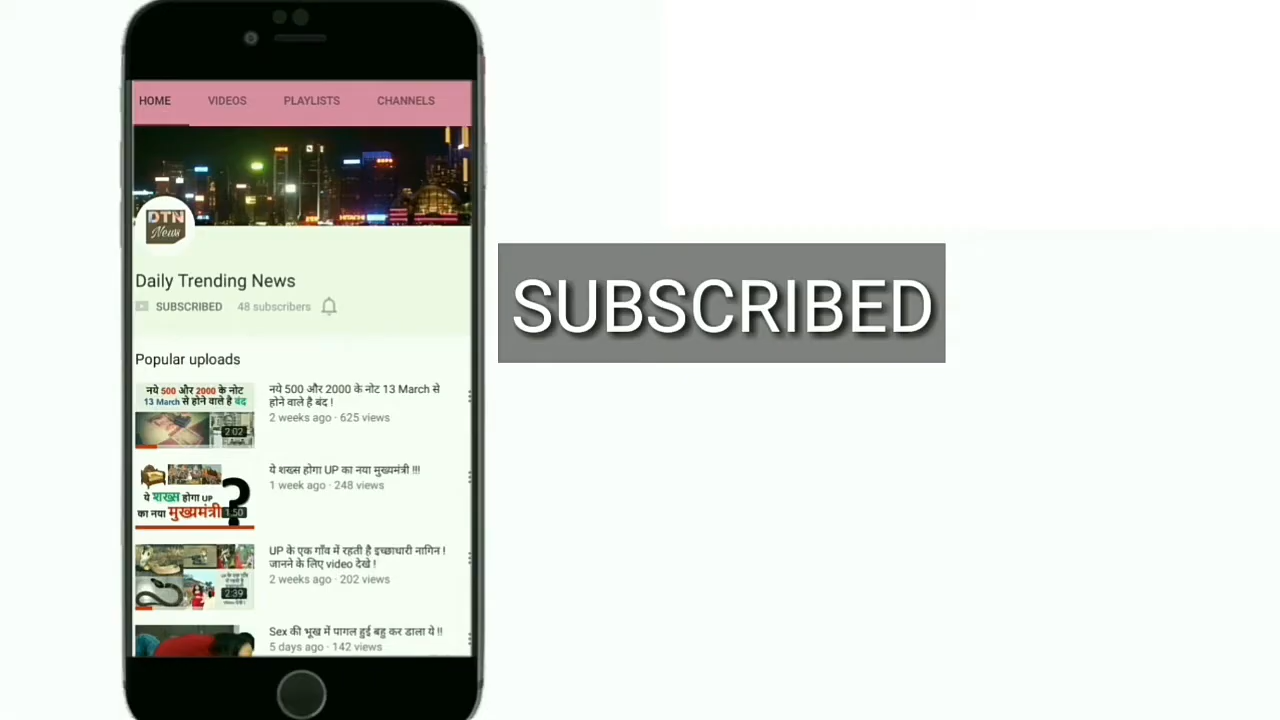 HOME VIDEOS PLAYLISTS CHANNELS
DTN
News
Daily Trending News
SUBSCRIBED 48 subscribers
SUBSCRIBED
Popular uploads
नये 500 और 2000 के नोट
13 March से होने वाले है बंद
2:02
नये 500 और 2000 के नोट 13 March से
होने वाले है बंद !
2 weeks ago · 625 views
ये शख्स होगा UP
का नया मुख्यमंत्री
?
1:50
ये शख्स होगा UP का नया मुख्यमंत्री !!!
1 week ago · 248 views
2:39
UP के एक गाँव में रहती है इच्छाधारी नागिन !
जानने के लिए video देखे !
2 weeks ago · 202 views
Sex की भूख में पागल हुई बहु कर डाला ये !!
5 days ago · 142 views